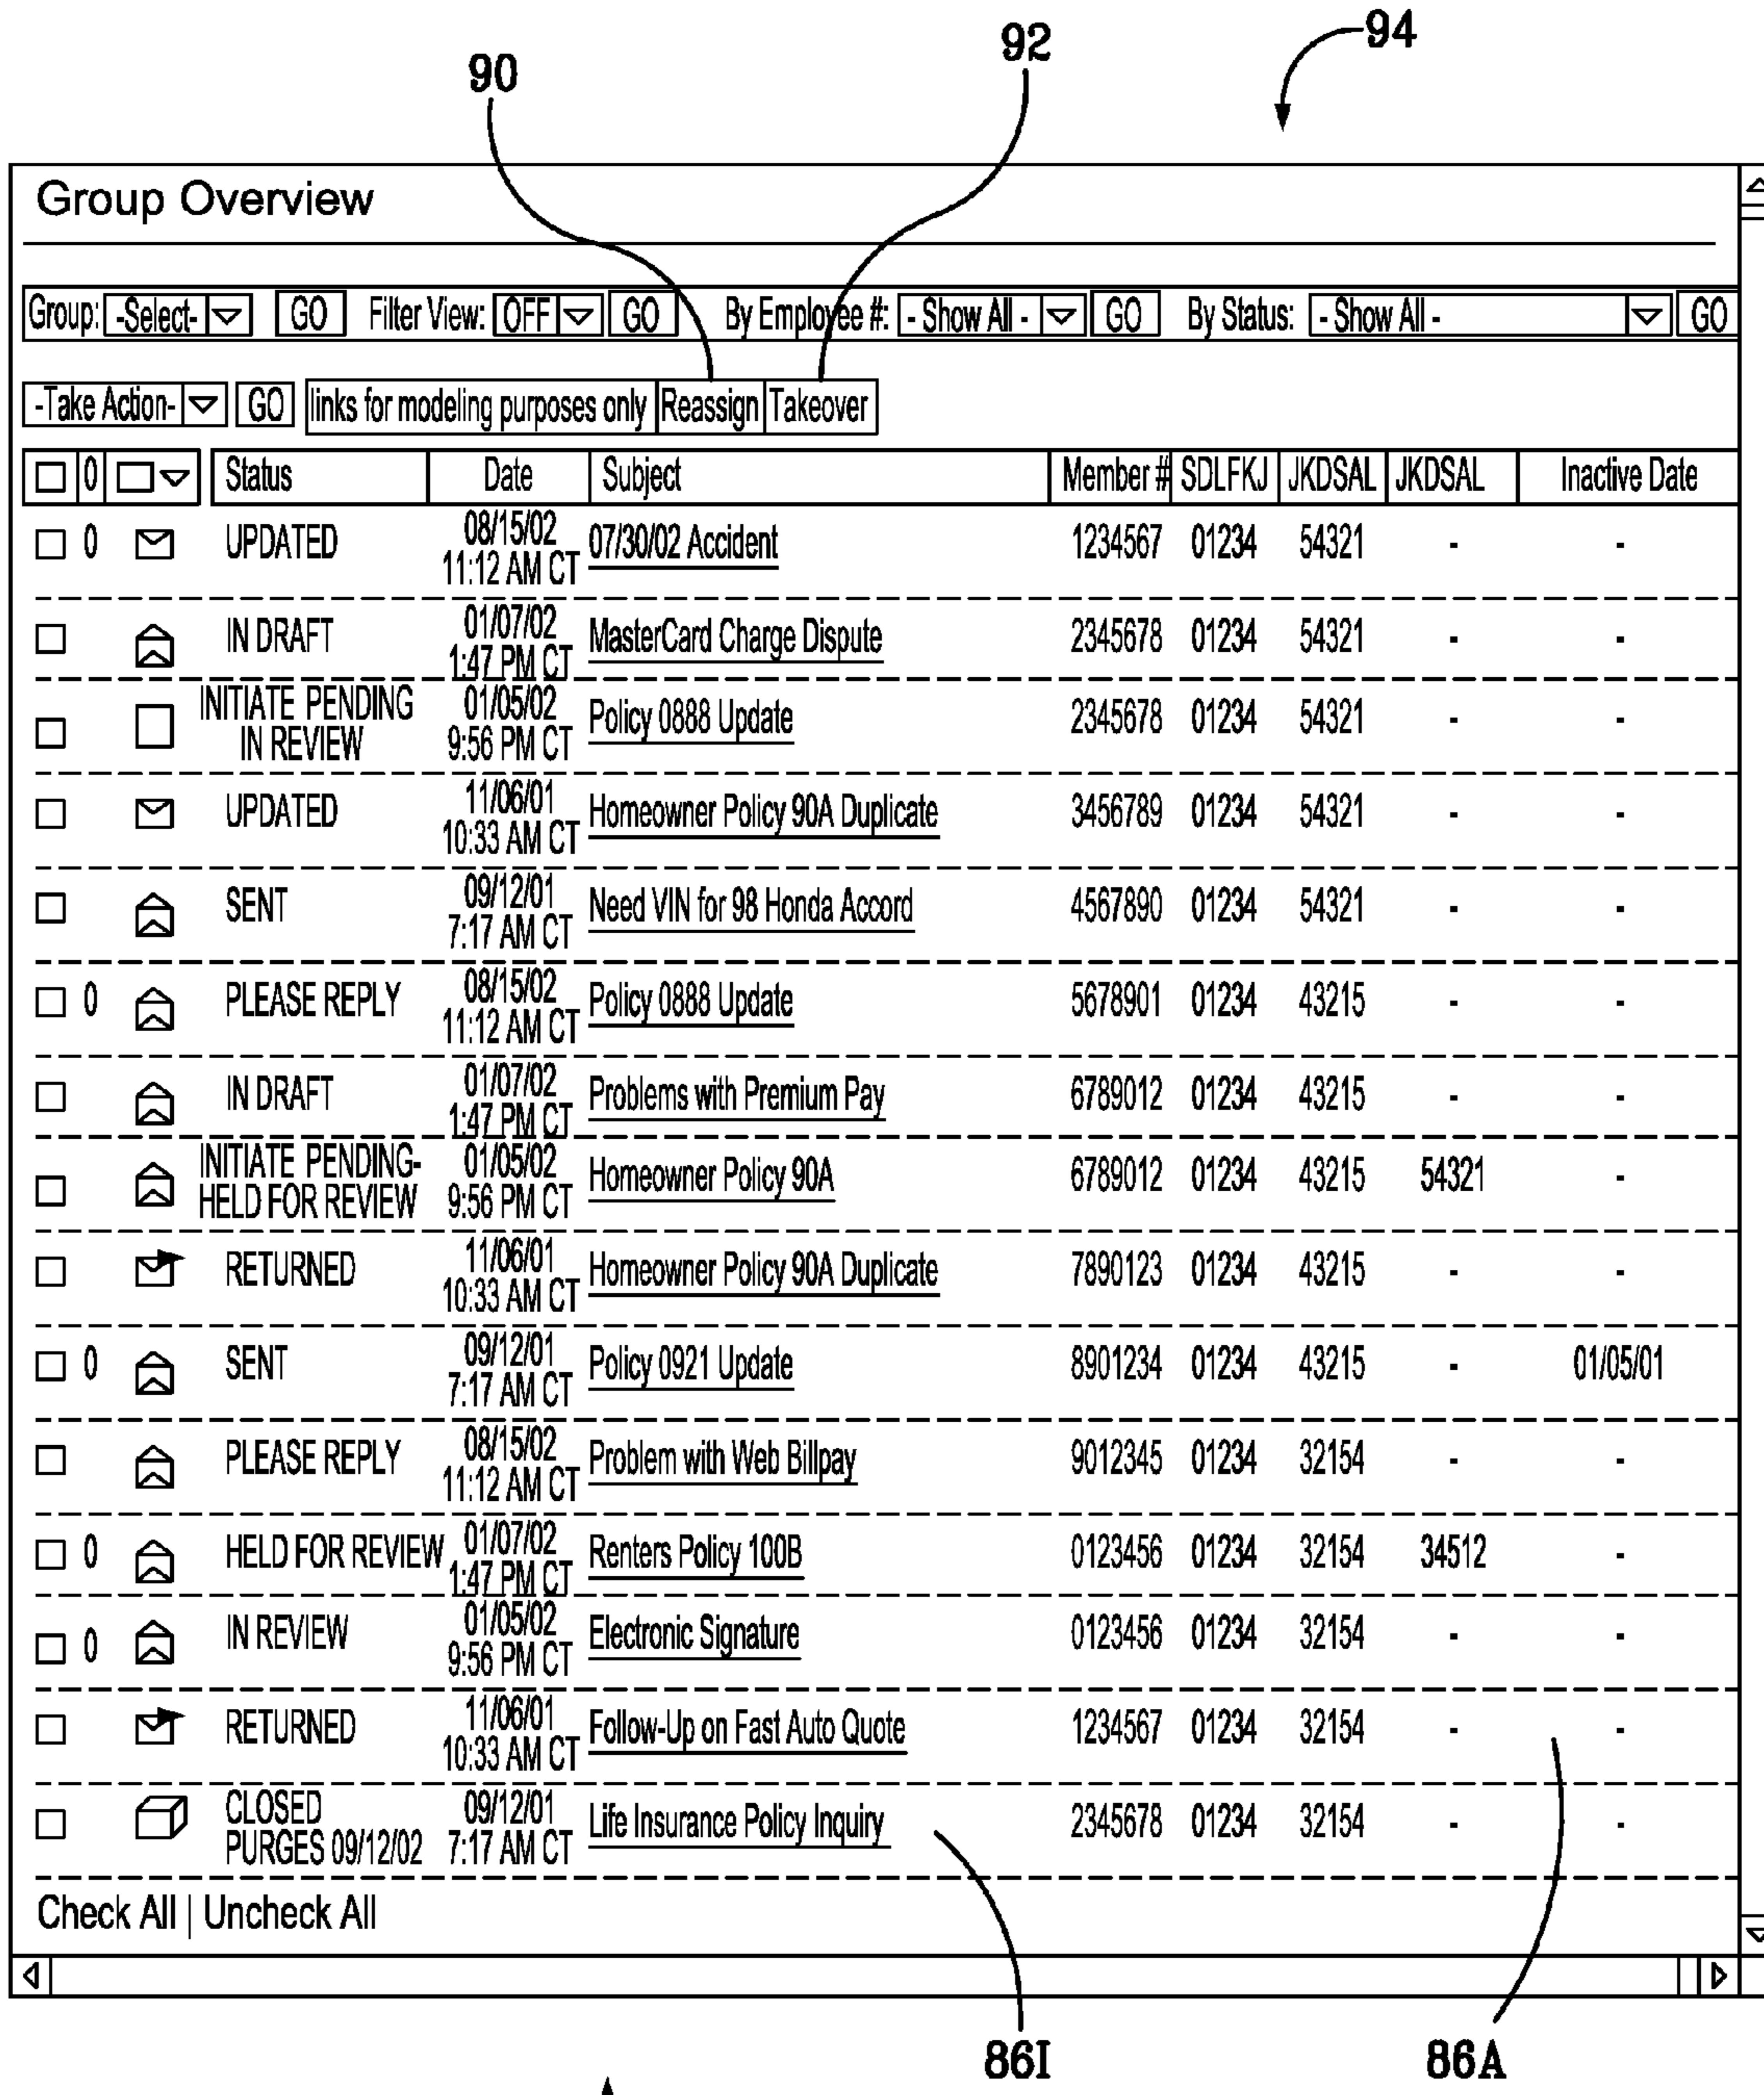 90
92
94
Group Overview
Group: -Select- GO Filter View: OFF GO By Employee #: - Show All - GO By Status: - Show All - GO
-Take Action- GO links for modeling purposes only Reassign Takeover
0 Status Date Subject Member # SDLFKJ JKDSAL JKDSAL Inactive Date
0 UPDATED 08/15/02 07/30/02 Accident 1234567 01234 54321 - -
11:12 AM CT
IN DRAFT 01/07/02 MasterCard Charge Dispute 2345678 01234 54321 - -
1:47 PM CT
INITIATE PENDING 01/05/02 Policy 0888 Update 2345678 01234 54321 - -
IN REVIEW 9:56 PM CT
UPDATED 11/06/01 Homeowner Policy 90A Duplicate 3456789 01234 54321 - -
10:33 AM CT
SENT 09/12/01 Need VIN for 98 Honda Accord 4567890 01234 54321 - -
7:17 AM CT
0 PLEASE REPLY 08/15/02 Policy 0888 Update 5678901 01234 43215 - -
11:12 AM CT
IN DRAFT 01/07/02 Problems with Premium Pay 6789012 01234 43215 - -
1:47 PM CT
INITIATE PENDING- 01/05/02 Homeowner Policy 90A 6789012 01234 43215 54321 -
HELD FOR REVIEW 9:56 PM CT
RETURNED 11/06/01 Homeowner Policy 90A Duplicate 7890123 01234 43215 - -
10:33 AM CT
0 SENT 09/12/01 Policy 0921 Update 8901234 01234 43215 - 01/05/01
7:17 AM CT
PLEASE REPLY 08/15/02 Problem with Web Billpay 9012345 01234 32154 - -
11:12 AM CT
0 HELD FOR REVIEW 01/07/02 Renters Policy 100B 0123456 01234 32154 34512 -
1:47 PM CT
0 IN REVIEW 01/05/02 Electronic Signature 0123456 01234 32154 - -
9:56 PM CT
RETURNED 11/06/01 Follow-Up on Fast Auto Quote 1234567 01234 32154 - -
10:33 AM CT
CLOSED 09/12/01 Life Insurance Policy Inquiry 2345678 01234 32154 - -
PURGES 09/12/02 7:17 AM CT
Check All | Uncheck All
86I
86A